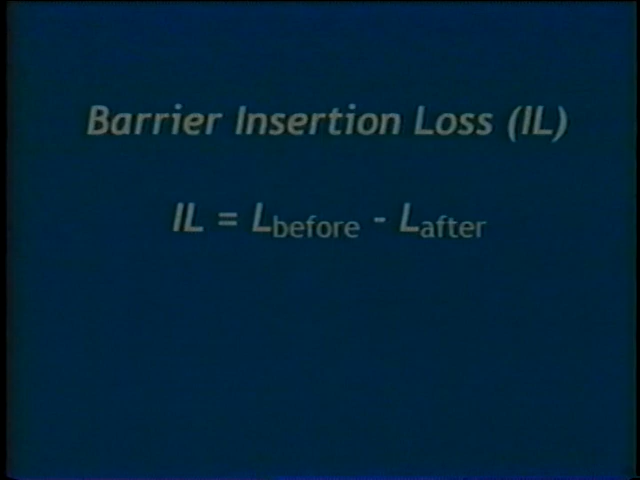 Barrier Insertion Loss (IL)
IL = Lbefore - Lafter